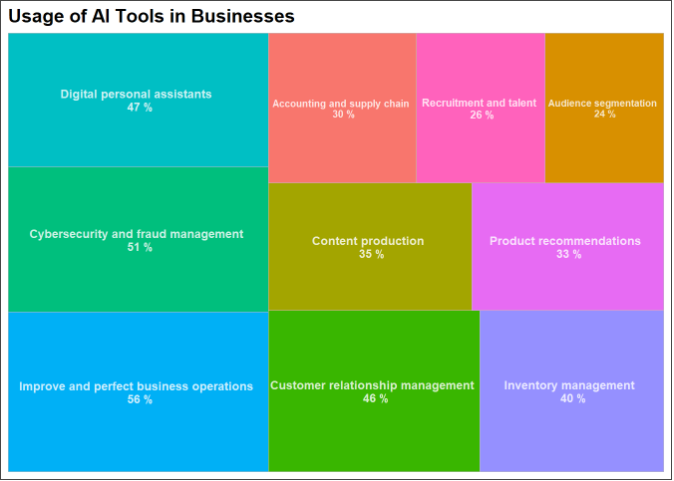 Usage of AI Tools in Businesses
Digital personal assistants
47 %
Accounting and supply chain
30 %
Recruitment and talent
26 %
Audience segmentation
24 %
Cybersecurity and fraud management
51 %
Content production
35 %
Product recommendations
33 %
Improve and perfect business operations
56 %
Customer relationship management
46 %
Inventory management
40 %